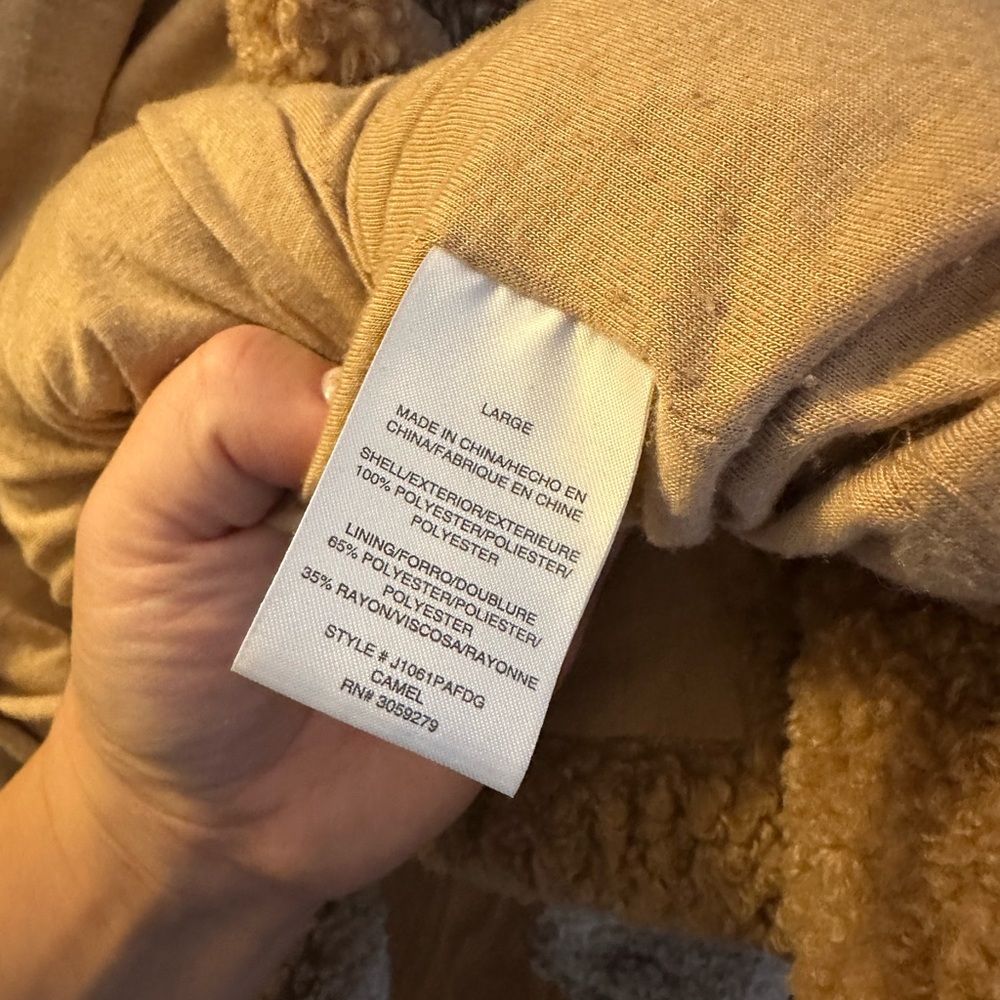 LARGE
MADE IN CHINA/HECHO EN
CHINA/FABRIQUE EN CHINE
SHELL/EXTERIOR/EXTERIEURE
100% POLYESTER/POLIESTER/
POLYESTER
LINING/FORRO/DOUBLURE
65% POLYESTER/POLIESTER/
POLYESTER
35% RAYON/VISCOSA/RAYONNE
STYLE # J1061PAFDG
CAMEL
RN# 3059279